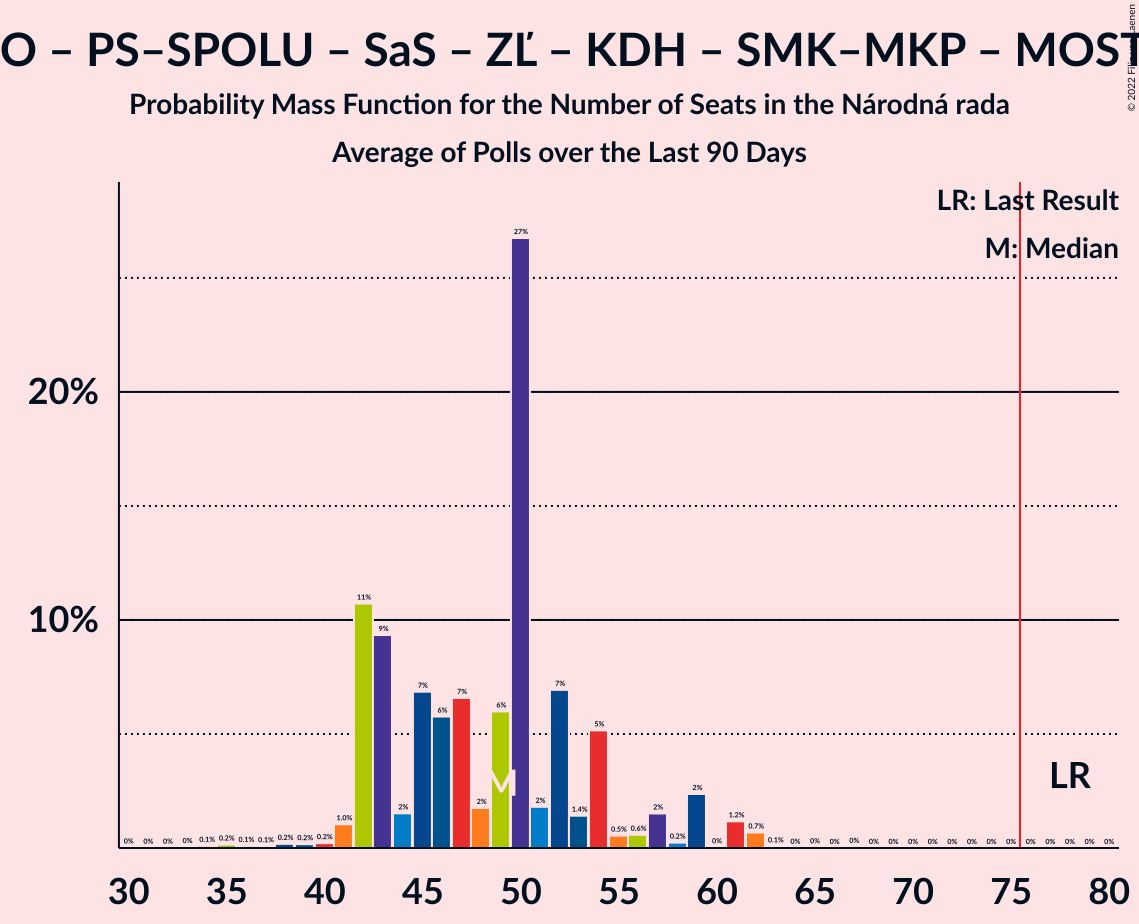 O – PS–SPOLU – SaS – ZĽ – KDH – SMK–MKP – MOST
Probability Mass Function for the Number of Seats in the Národná rada
Average of Polls over the Last 90 Days
© 2022 Filip
LR: Last Result
M: Median
27%
20%
11%
10%
9%
7%
6%
7%
6%
7%
5%
M
LR
0% 0% 0% 0% 0.1% 0.2% 0.1% 0.1% 0.2% 0.2% 0.2% 1.0% 2% 2% 2% 1.4% 0.5% 0.6% 2% 0.2% 2% 0% 1.2% 0.7% 0.1% 0% 0% 0% 0% 0% 0% 0% 0% 0% 0% 0% 0% 0% 0% 0% 0% 0%
30 35 40 45 50 55 60 65 70 75 80